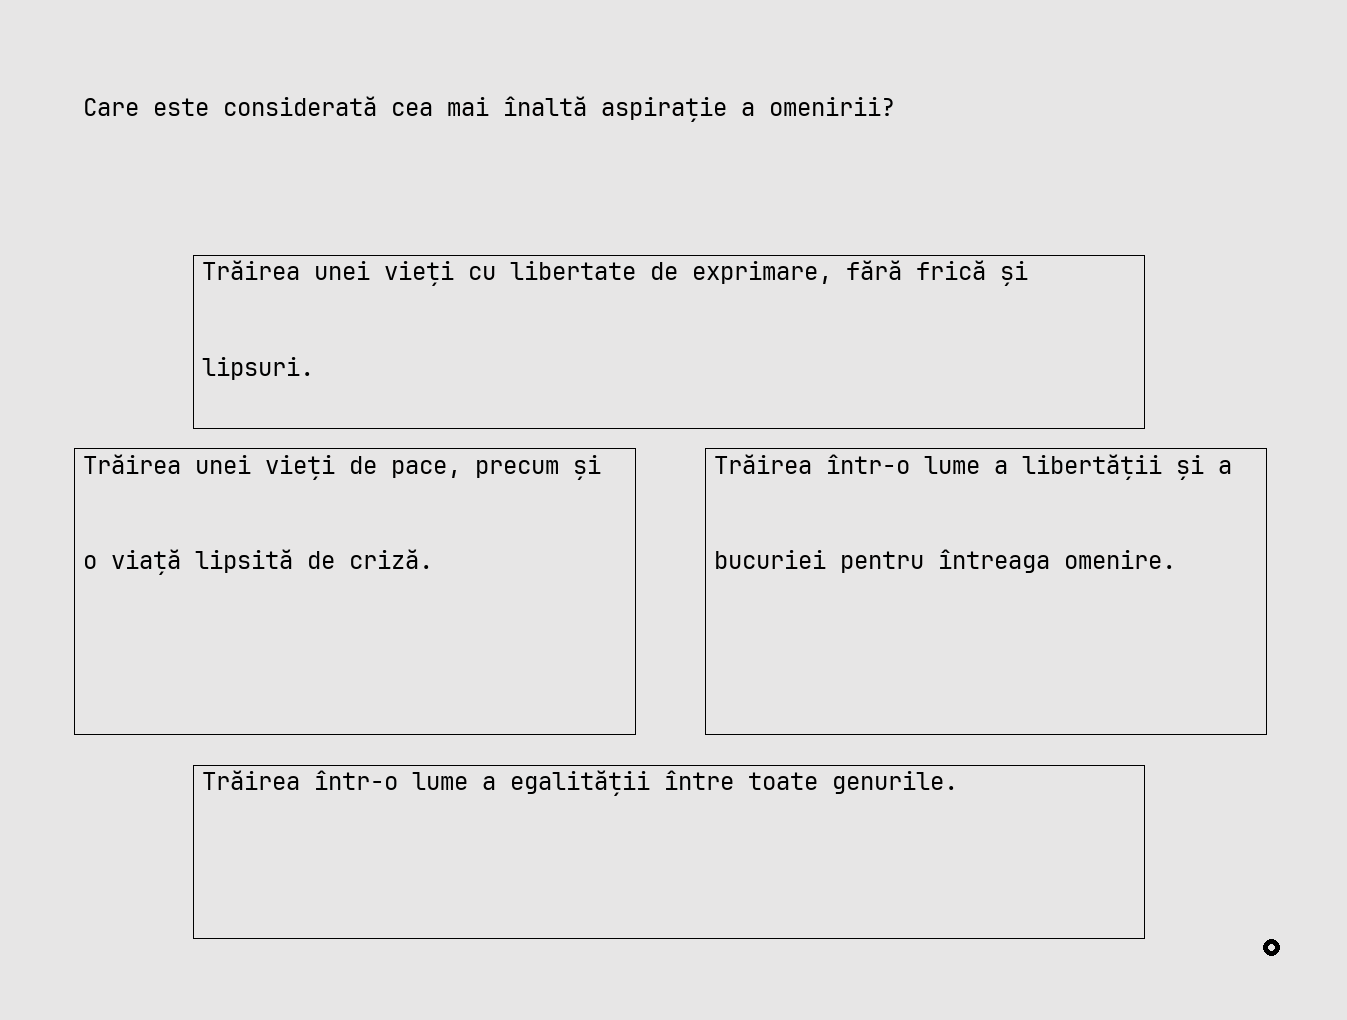 Care este considerată cea mai înaltă aspirație a omenirii?
Trăirea unei vieți cu libertate de exprimare, fără frică și
lipsuri.
Trăirea unei vieți de pace, precum și
o viață lipsită de criză.
Trăirea într-o lume a libertății și a
bucuriei pentru întreaga omenire.
Trăirea într-o lume a egalității între toate genurile.